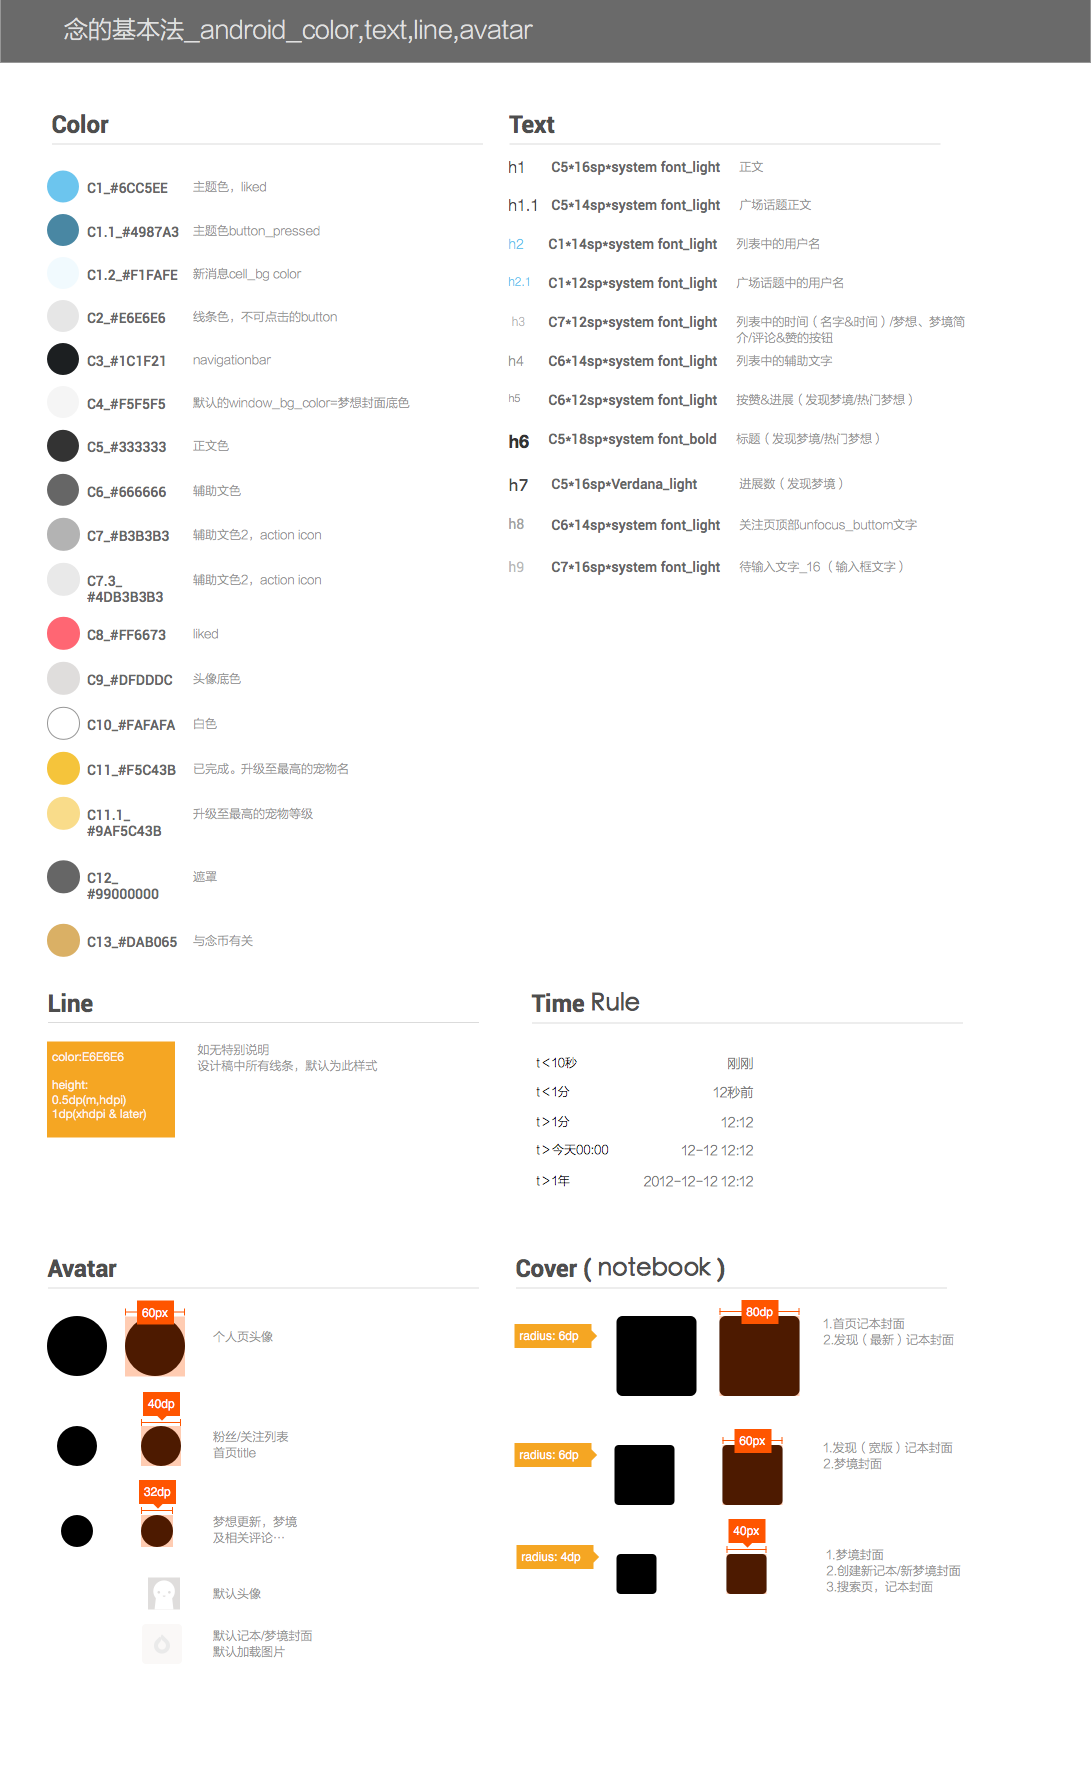 念的基本法_android_color,text,line,avatar
Color
C1_#6CC5EE 主题色，liked
C1.1_#4987A3 主题色button_pressed
C1.2_#F1FAFE 新消息cell_bg color
C2_#E6E6E6 线条色，不可点击的button
C3_#1C1F21 navigationbar
C4_#F5F5F5 默认的window_bg_color=梦想封面底色
C5_#333333 正文色
C6_#666666 辅助文色
C7_#B3B3B3 辅助文色2，action icon
C7.3_ 辅助文色2，action icon
#4DB3B3B3
C8_#FF6673 liked
C9_#DFDDDC 头像底色
C10_#FAFAFA 白色
C11_#F5C43B 已完成。升级至最高的宠物名
C11.1_ 升级至最高的宠物等级
#9AF5C43B
C12_ 遮罩
#99000000
C13_#DAB065 与念币有关
Text
h1 C5*16sp*system font_light 正文
h1.1 C5*14sp*system font_light 广场话题正文
h2 C1*14sp*system font_light 列表中的用户名
h2.1 C1*12sp*system font_light 广场话题中的用户名
h3 C7*12sp*system font_light 列表中的时间（名字&时间）/梦想、梦境简
介/评论&赞的按钮
h4 C6*14sp*system font_light 列表中的辅助文字
h5 C6*12sp*system font_light 按赞&进展（发现梦境/热门梦想）
h6 C5*18sp*system font_bold 标题（发现梦境/热门梦想）
h7 C5*16sp*Verdana_light 进展数（发现梦境）
h8 C6*14sp*system font_light 关注页顶部unfocus_buttom文字
h9 C7*16sp*system font_light 待输入文字_16（输入框文字）
Line
color:E6E6E6
height:
0.5dp(m,hdpi)
1dp(xhdpi & later)
如无特别说明
设计稿中所有线条，默认为此样式
Time Rule
t<10秒 刚刚
t<1分 12秒前
t>1分 12:12
t>今天00:00 12-12 12:12
t>1年 2012-12-12 12:12
Avatar
60px
个人页头像
40dp
粉丝/关注列表
首页title
32dp
梦想更新，梦境
及相关评论…
默认头像
默认记本/梦境封面
默认加载图片
Cover ( notebook )
radius: 6dp
80dp
1.首页记本封面
2.发现（最新）记本封面
radius: 6dp
60px
1.发现（宽版）记本封面
2.梦境封面
radius: 4dp
40px
1.梦境封面
2.创建新记本/新梦境封面
3.搜索页，记本封面